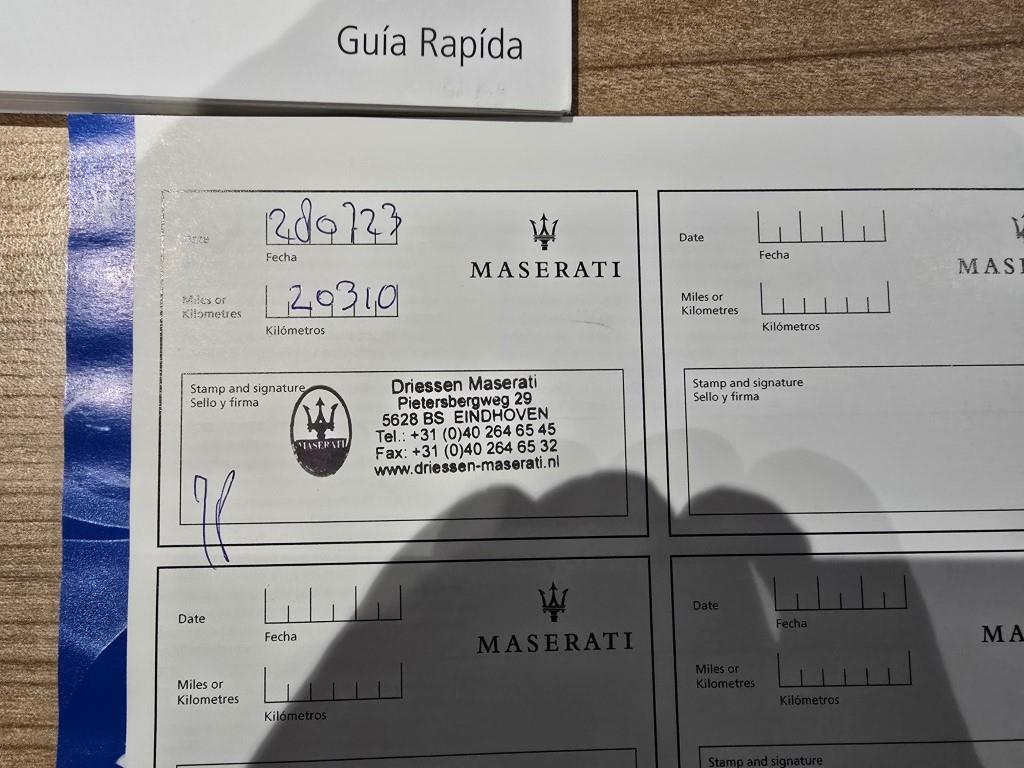 Guía Rapída
Date
280723
Fecha
MASERATI
Miles or
Kilometres
20310
Kilómetros
Stamp and signature
Sello y firma
MASERATI
Driessen Maserati
Pietersbergweg 29
5628 BS EINDHOVEN
Tel.: +31 (0)40 264 65 45
Fax: +31 (0)40 264 65 32
www.driessen-maserati.nl
Date
Fecha
MAS
Miles or
Kilometres
Kilómetros
Stamp and signature
Sello y firma
Date
Fecha
MASERATI
Miles or
Kilometres
Kilómetros
Date
Fecha
MA
Miles or
Kilometres
Kilómetros
Stamp and signature